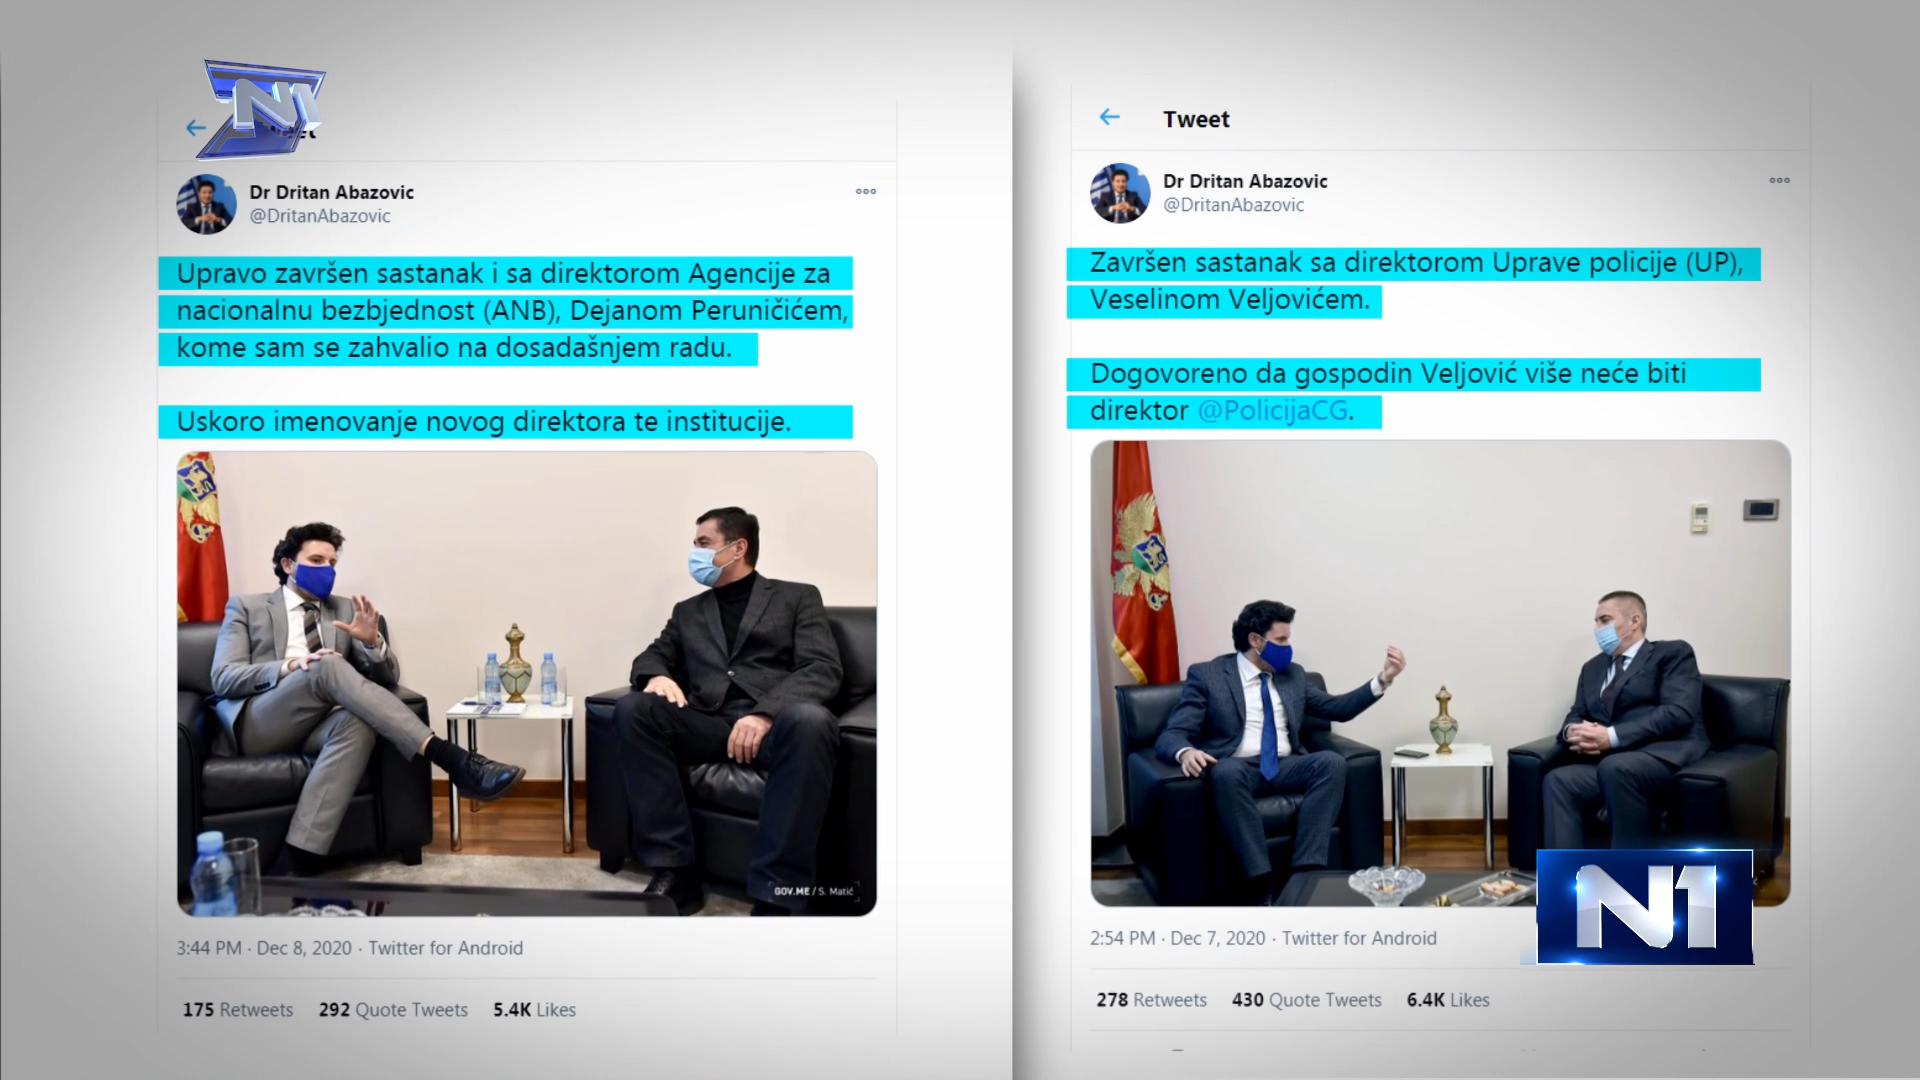 N1
Dr Dritan Abazovic
@DritanAbazovic
Upravo završen sastanak i sa direktorom Agencije za
nacionalnu bezbjednost (ANB), Dejanom Peruničićem,
kome sam se zahvalio na dosadašnjem radu.
Uskoro imenovanje novog direktora te institucije.
GOV.ME / S. Matić
3:44 PM · Dec 8, 2020 · Twitter for Android
175 Retweets 292 Quote Tweets 5.4K Likes
Tweet
Dr Dritan Abazovic
@DritanAbazovic
Završen sastanak sa direktorom Uprave policije (UP),
Veselinom Veljovićem.
Dogovoreno da gospodin Veljović više neće biti
direktor @PolicijaCG.
2:54 PM · Dec 7, 2020 · Twitter for Android
278 Retweets 430 Quote Tweets 6.4K Likes
N1